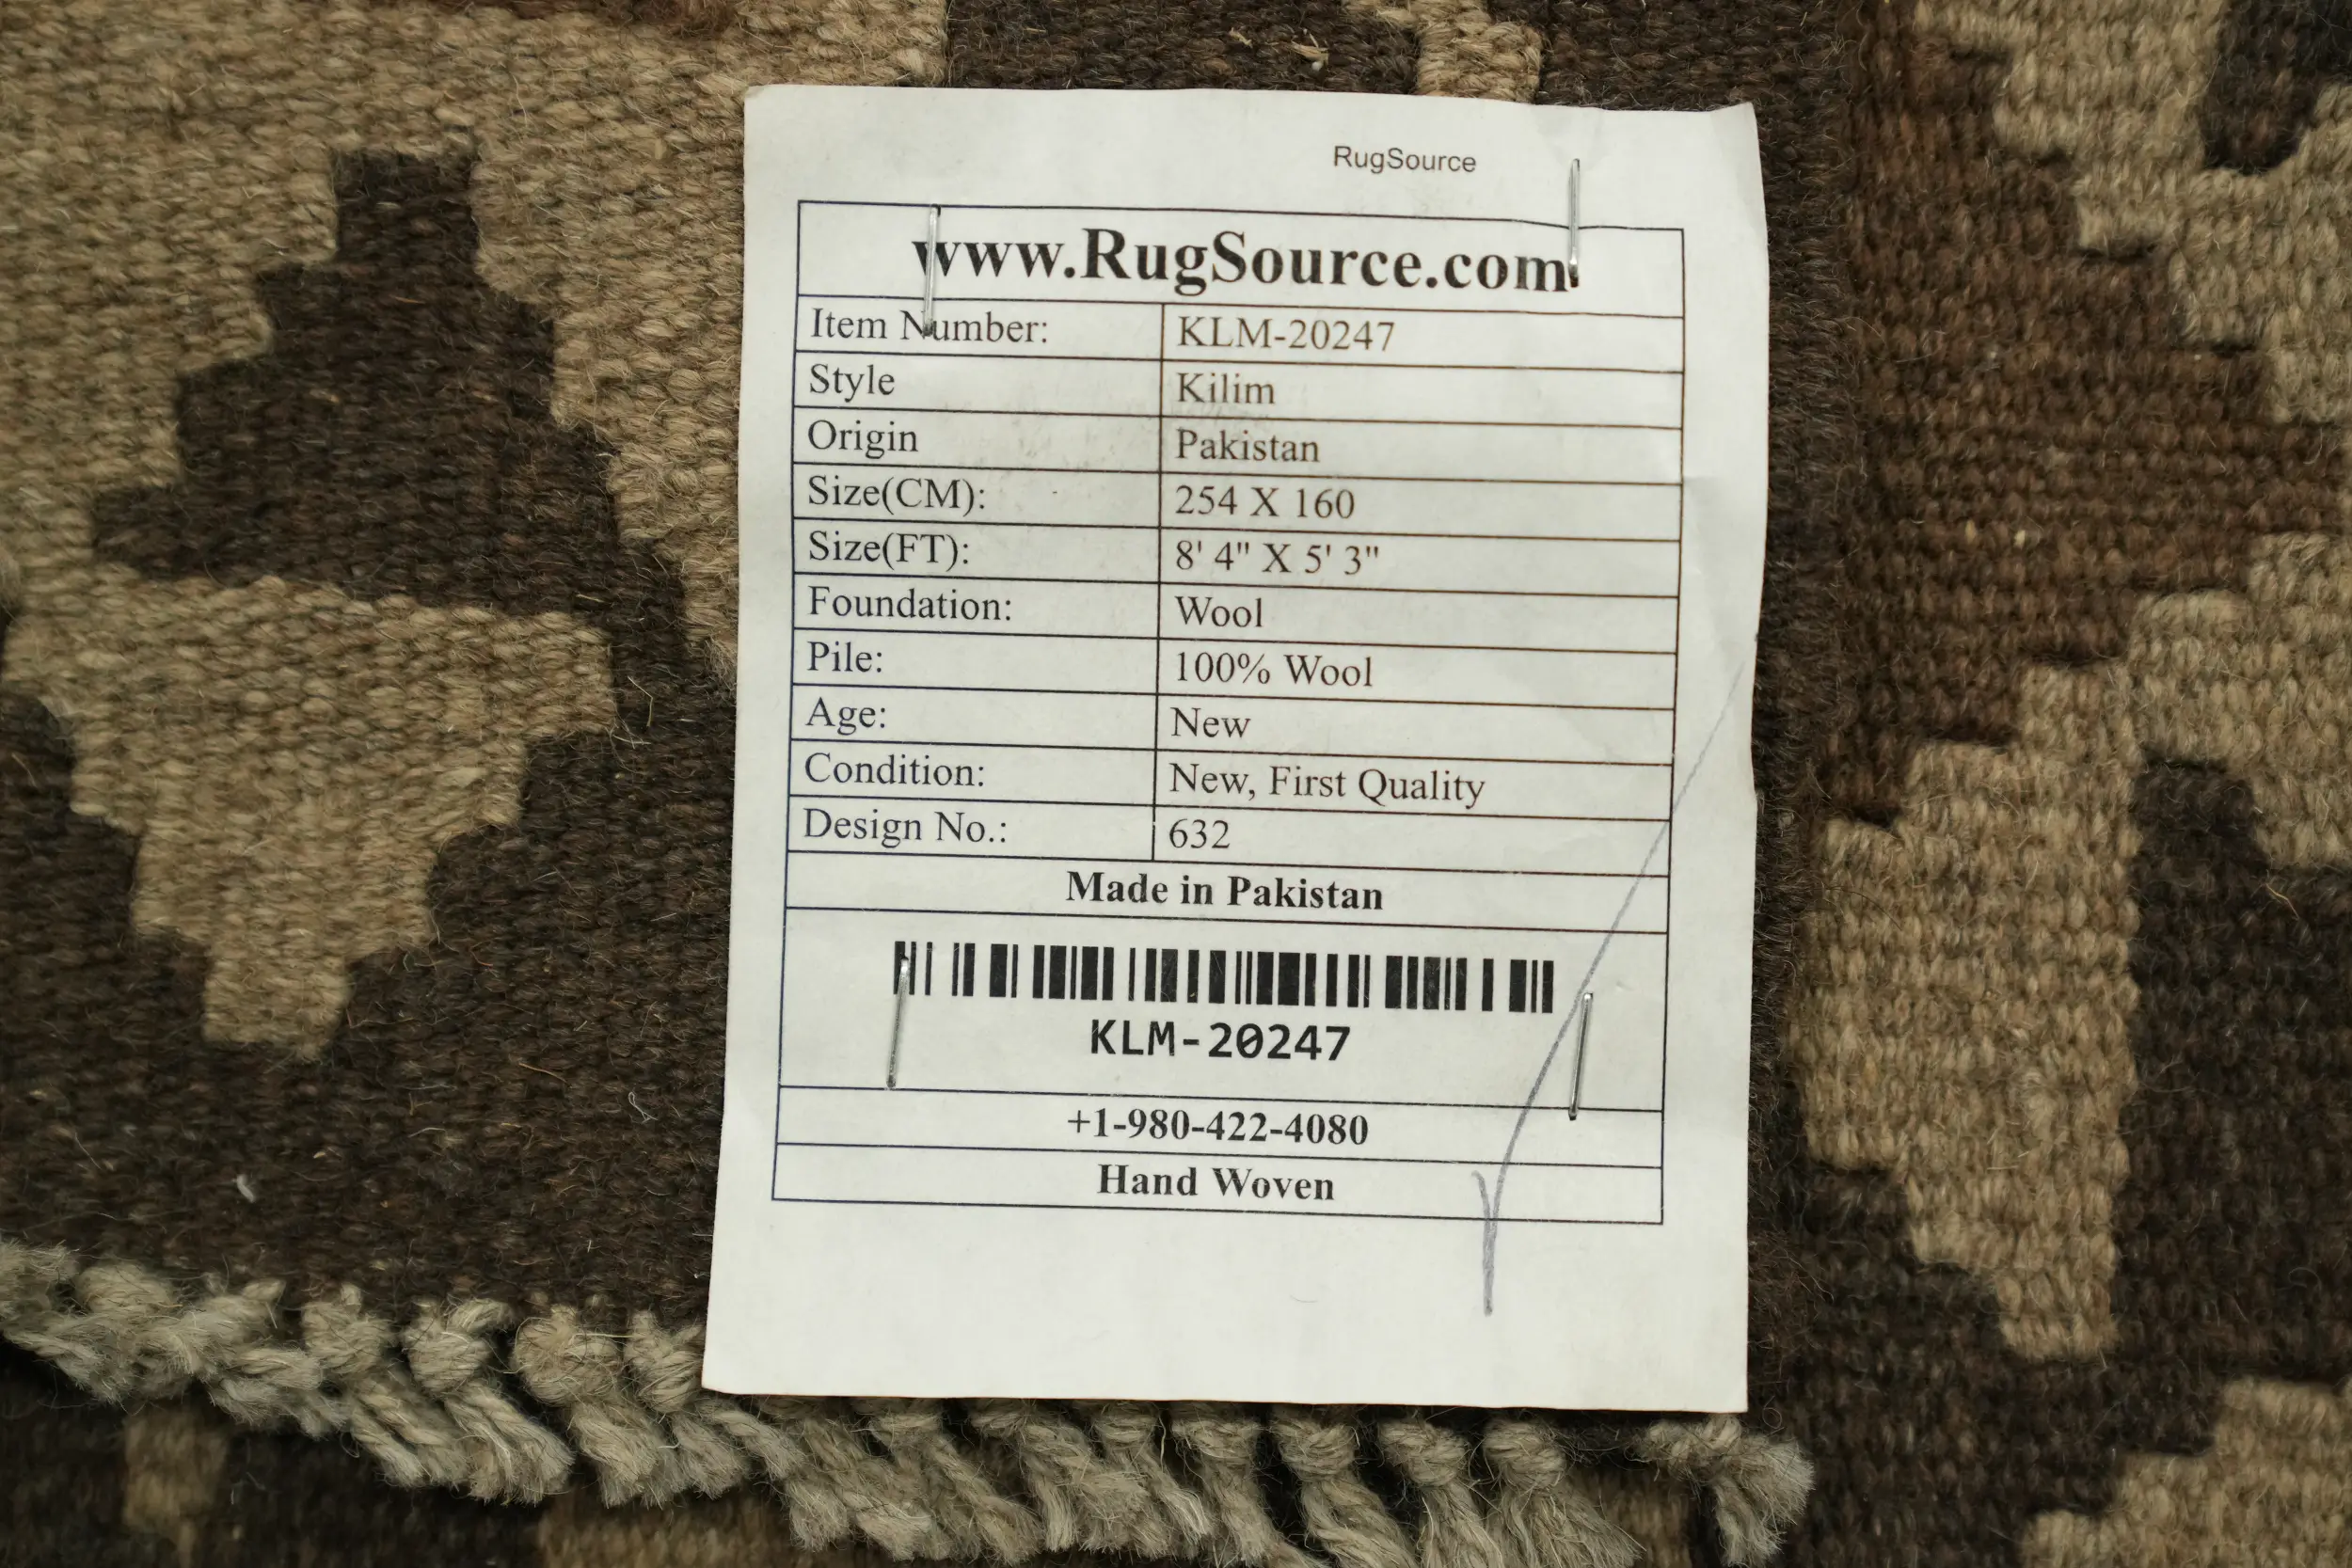 RugSource
www.RugSource.com
Item Number: KLM-20247
Style Kilim
Origin Pakistan
Size(CM): 254 X 160
Size(FT): 8' 4" X 5' 3"
Foundation: Wool
Pile: 100% Wool
Age: New
Condition: New, First Quality
Design No.: 632
Made in Pakistan
KLM-20247
+1-980-422-4080
Hand Woven